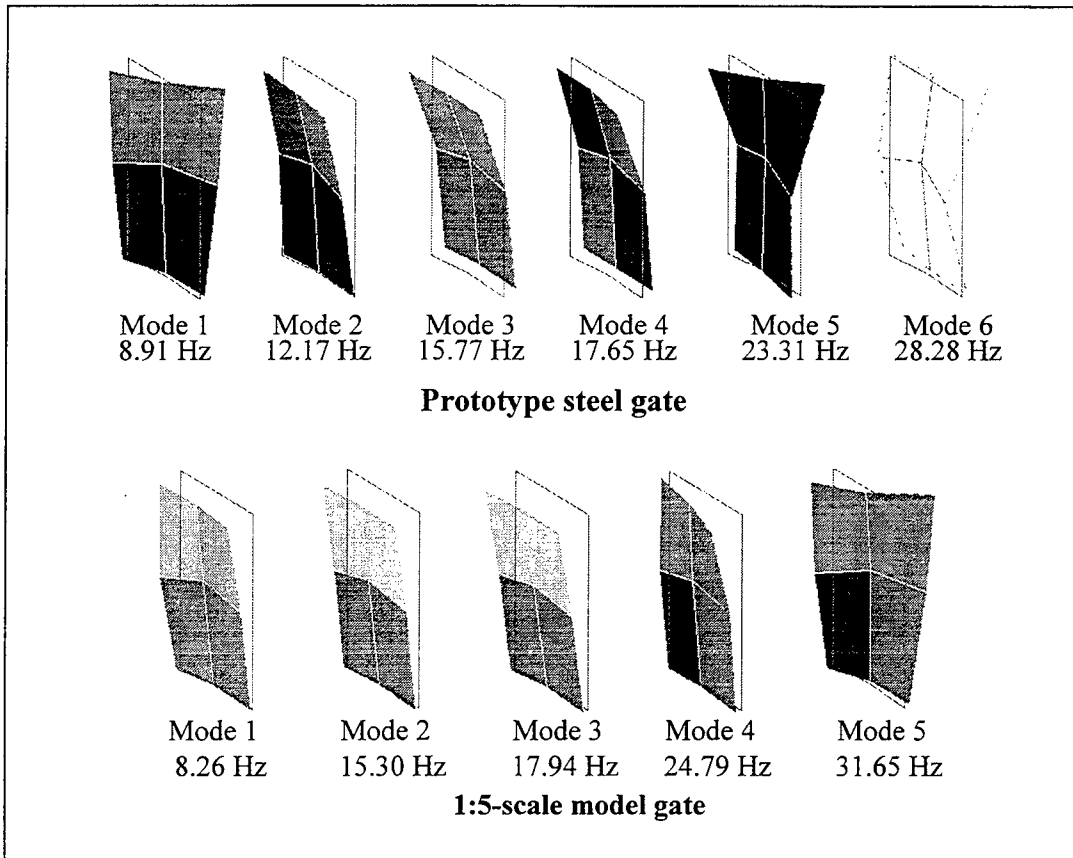 Mode 1 Mode 2 Mode 3 Mode 4 Mode 5 Mode 6
8.91 Hz 12.17 Hz 15.77 Hz 17.65 Hz 23.31 Hz 28.28 Hz
Prototype steel gate
Mode 1 Mode 2 Mode 3 Mode 4 Mode 5
8.26 Hz 15.30 Hz 17.94 Hz 24.79 Hz 31.65 Hz
1:5-scale model gate